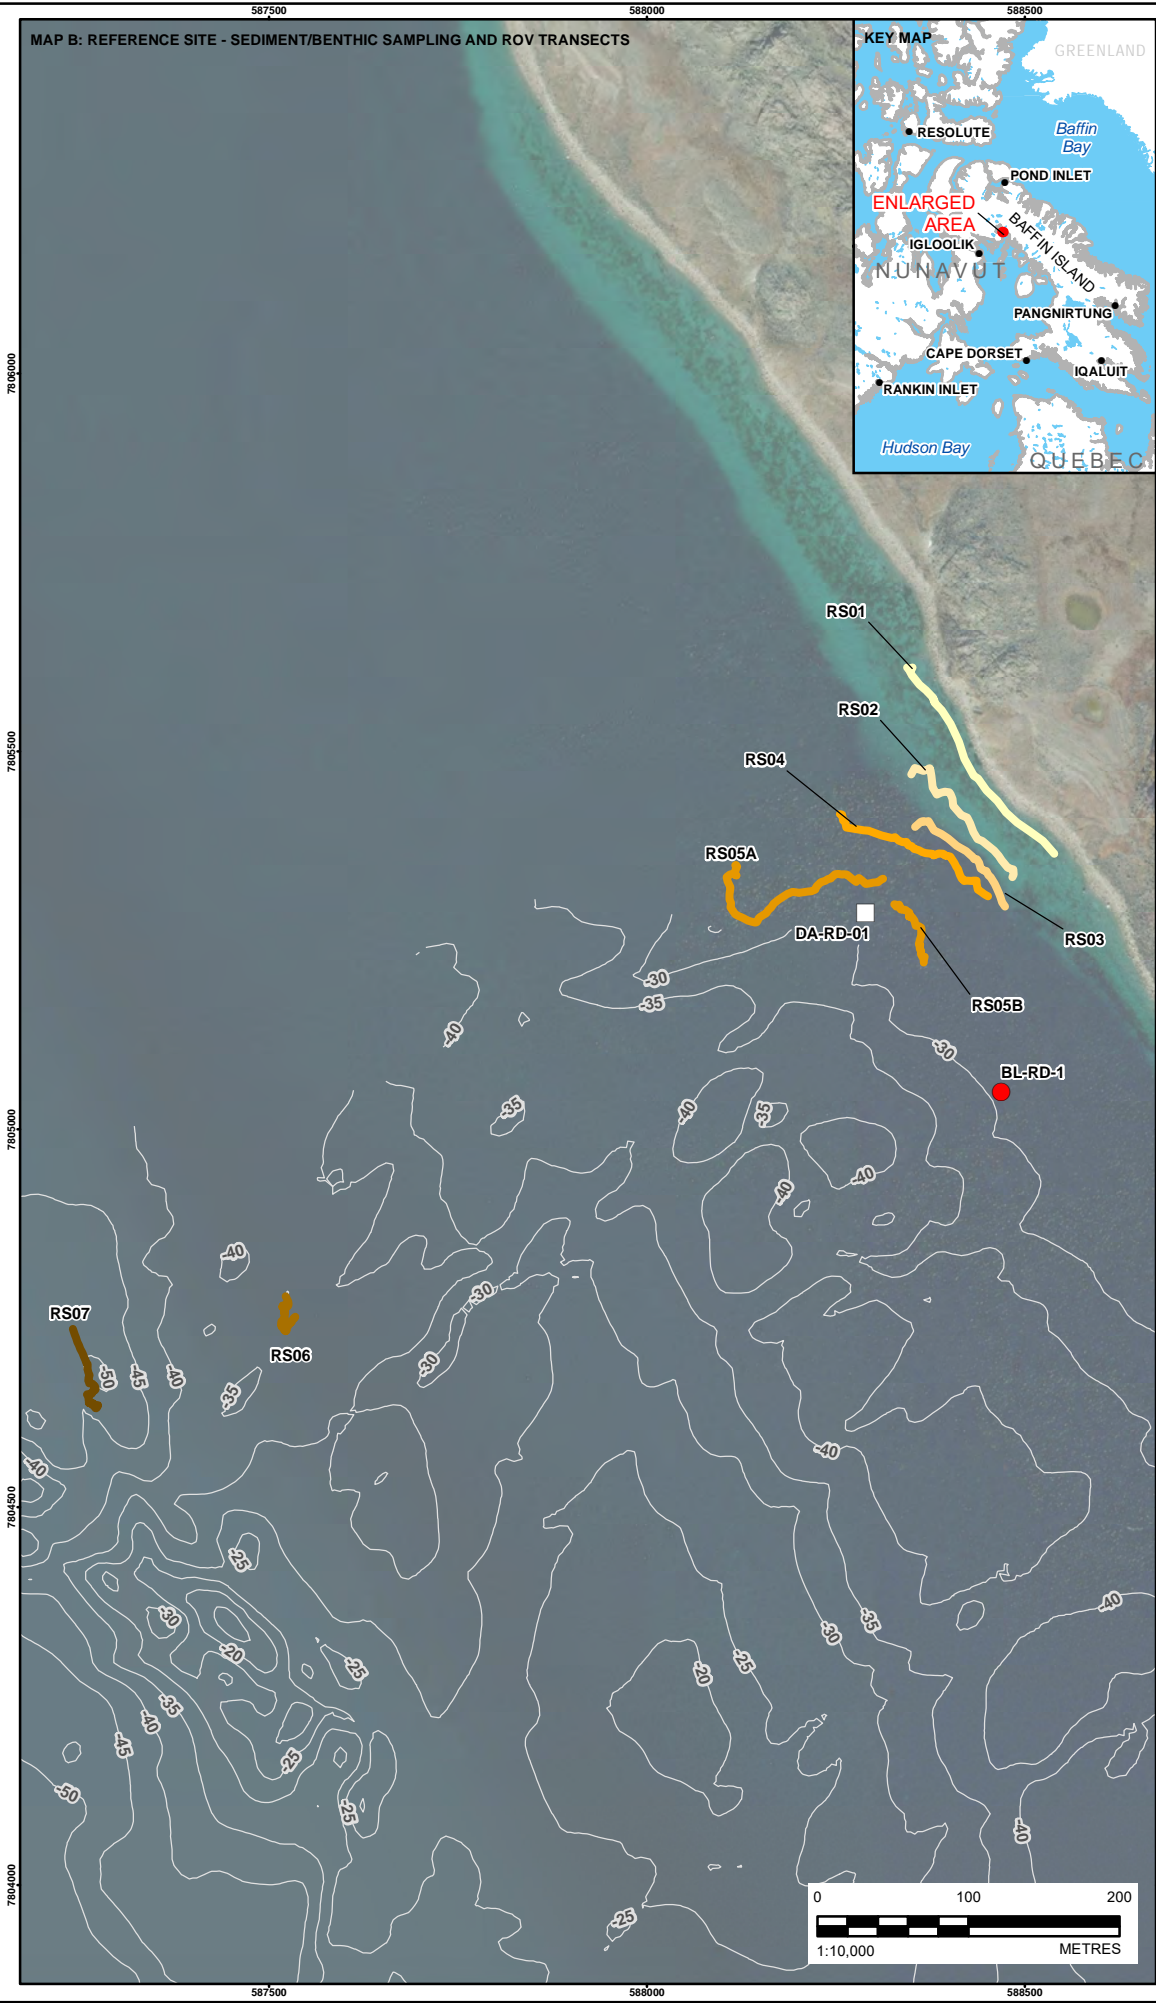 587500
588000
588500
MAP B: REFERENCE SITE - SEDIMENT/BENTHIC SAMPLING AND ROV TRANSECTS
KEY MAP
GREENLAND
RESOLUTE
Baffin
Bay
POND INLET
ENLARGED
AREA
BAFFIN ISLAND
IGLOOLIK
NUNAVUT
PANGNIRTUNG
CAPE DORSET
IQALUIT
RANKIN INLET
Hudson Bay
QUEBEC
7806000
RS01
RS02
7805500
RS04
RS05A
DA-RD-01
RS03
-30
-35
RS05B
-40
-30
BL-RD-1
-35
-40
-35
7805000
-40
-40
-40
-30
RS07
RS06
-30
-50
-45
-40
-35
-40
-40
7804500
-25
-40
-30
-35
-30
-20
-25
-25
-20
-35
-40
-45
-25
-50
-25
-40
7804000
-25
0 100 200
1:10,000 METRES
587500
588000
588500